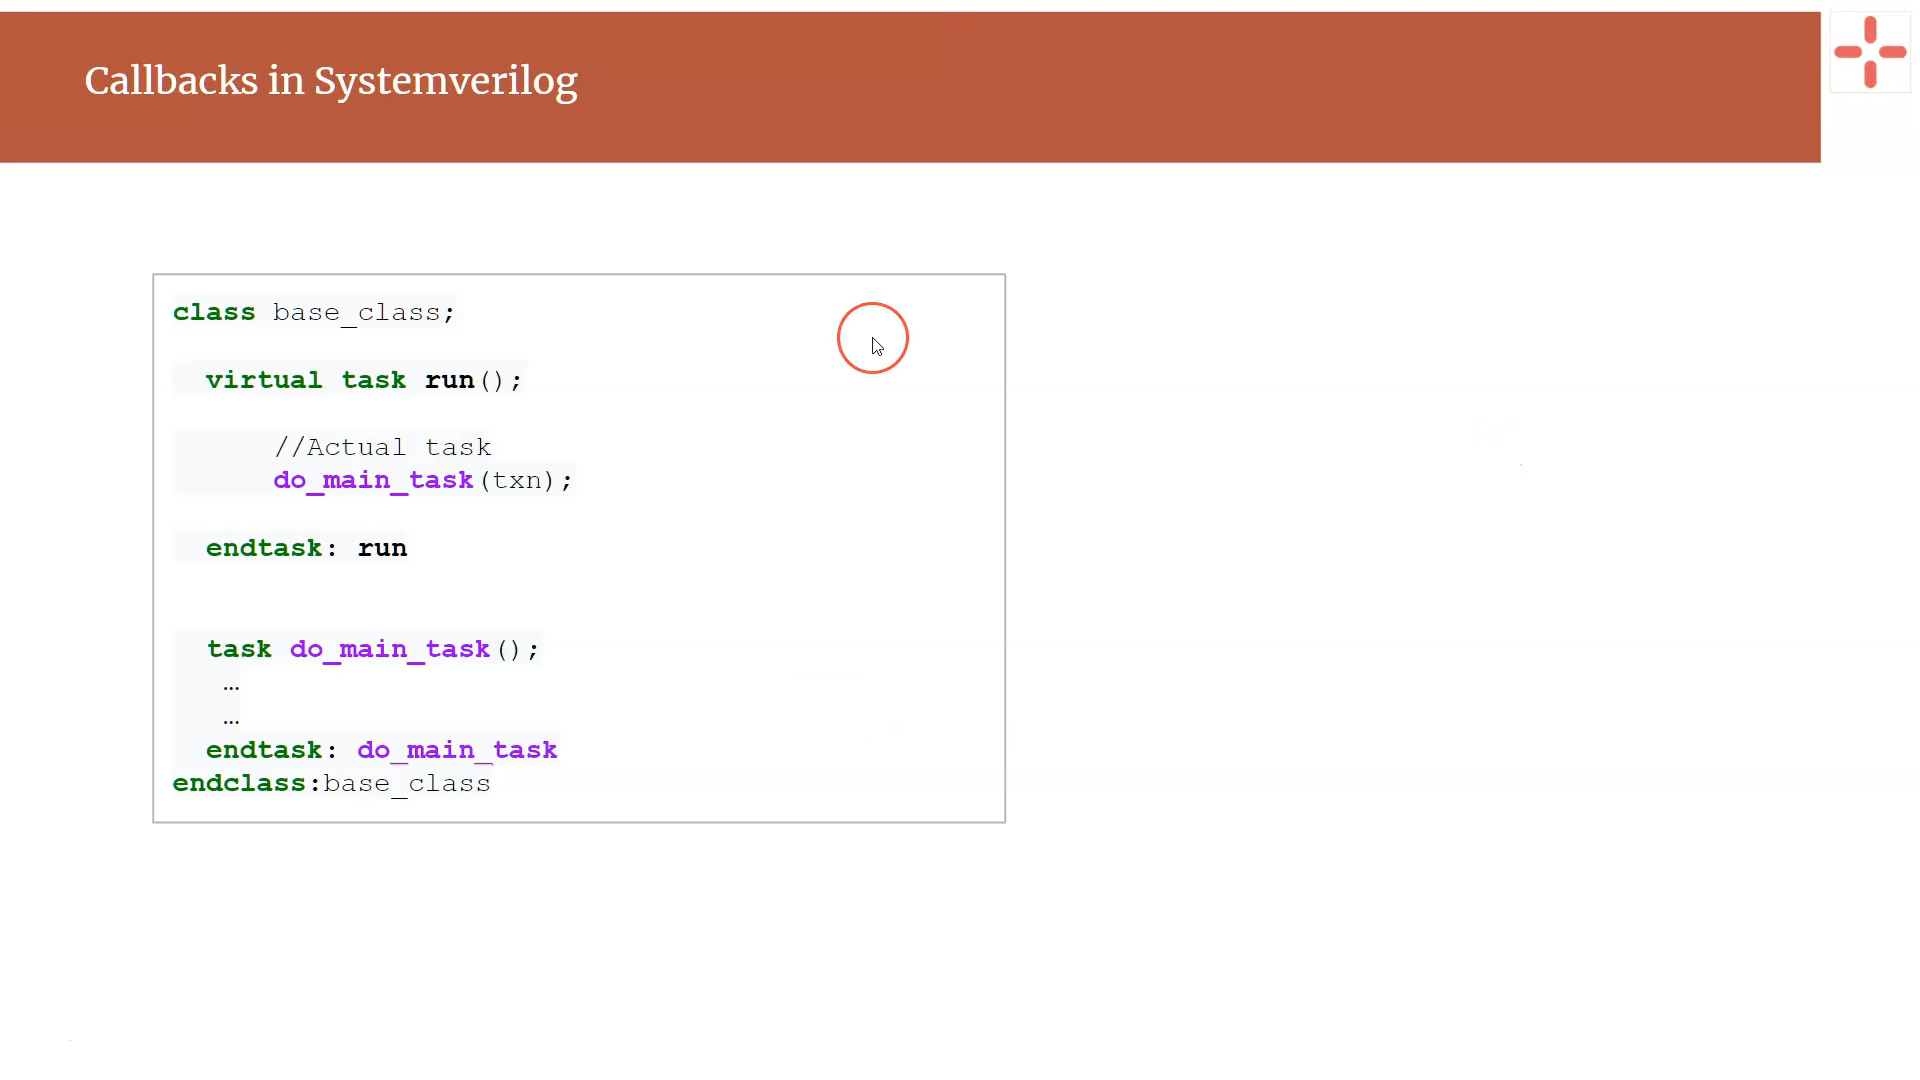 Callbacks in Systemverilog
class base_class;
virtual task run();
//Actual task
do_main_task(txn);
endtask: run
task do_main_task();
…
…
endtask: do_main_task
endclass:base_class